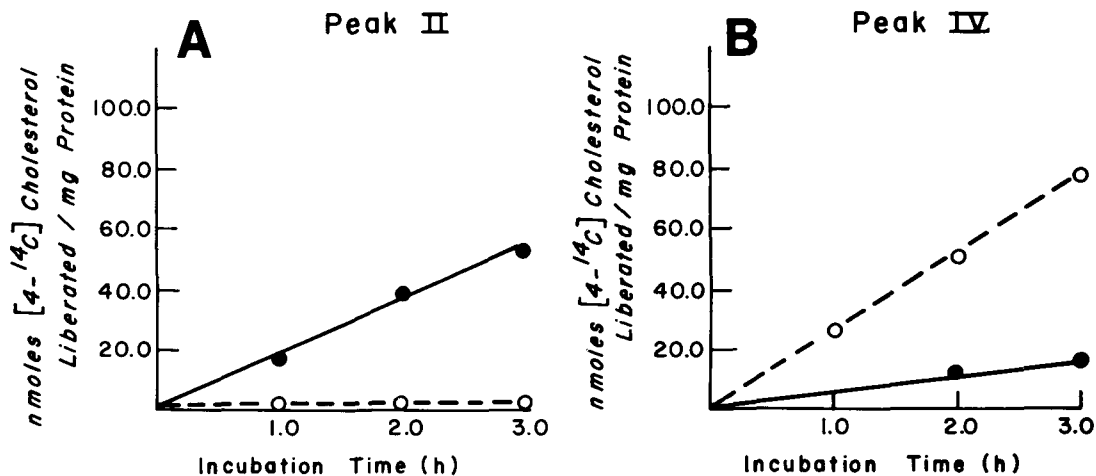 A
Peak II
nmoles [4-¹⁴C] Cholesterol
Liberated / mg Protein
100.0
80.0
60.0
40.0
20.0
1.0
2.0
3.0
Incubation Time (h)
B
Peak IV
nmoles [4-¹⁴C] Cholesterol
Liberated / mg Protein
100.0
80.0
60.0
40.0
20.0
1.0
2.0
3.0
Incubation Time (h)